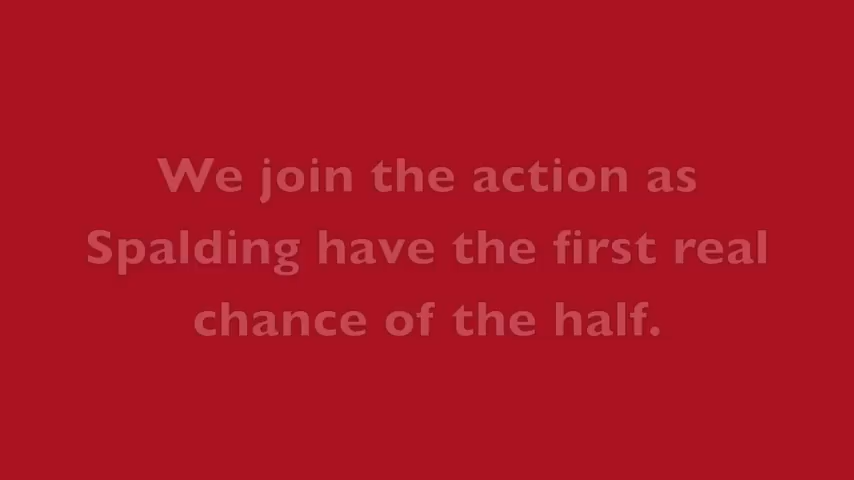 We join the action as
Spalding have the first real
chance of the half.